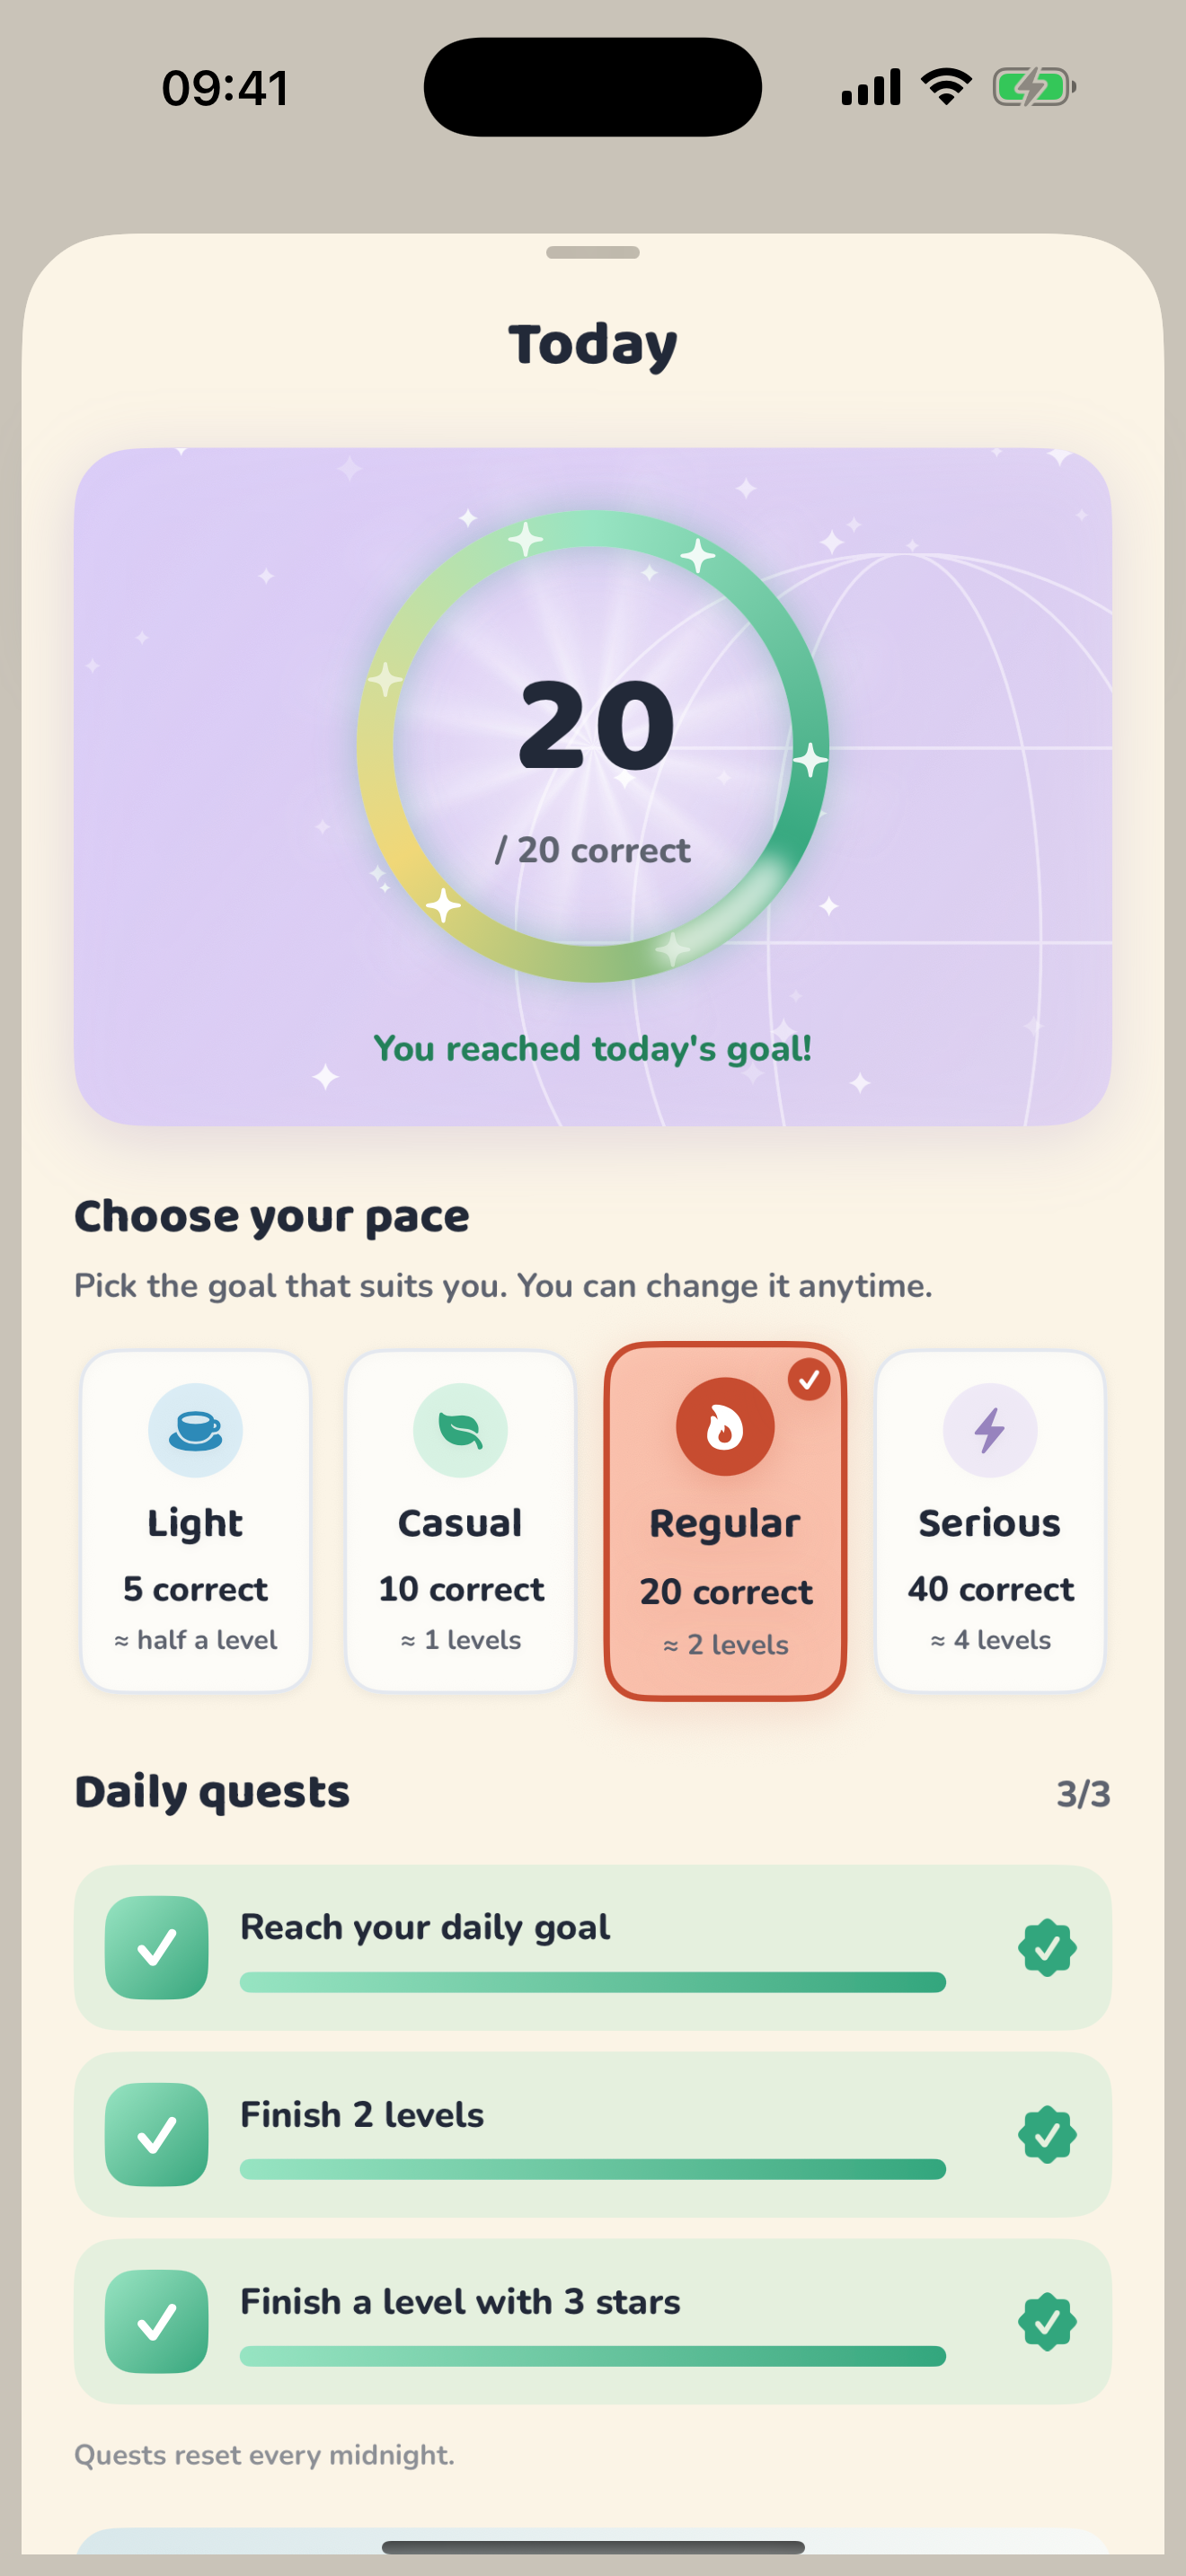 09:41
Today
20
/ 20 correct
You reached today's goal!
Choose your pace
Pick the goal that suits you. You can change it anytime.
Light
5 correct
≈ half a level
Casual
10 correct
≈ 1 levels
Regular
20 correct
≈ 2 levels
Serious
40 correct
≈ 4 levels
Daily quests
3/3
Reach your daily goal
Finish 2 levels
Finish a level with 3 stars
Quests reset every midnight.